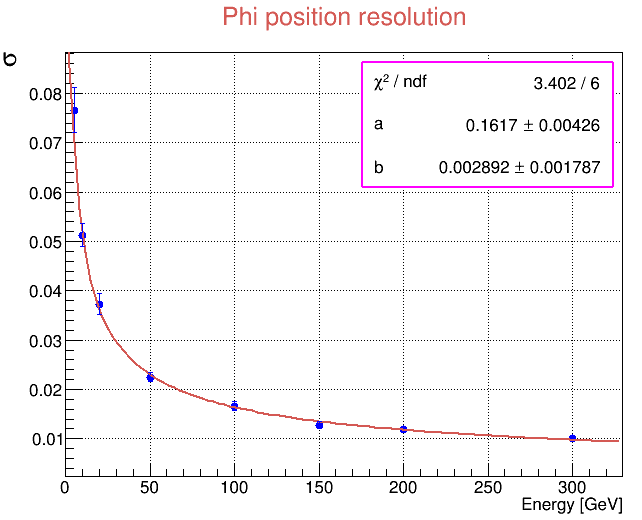 Phi position resolution
σ
χ² / ndf 3.402 / 6
a 0.1617 ± 0.00426
b 0.002892 ± 0.001787
0.08
0.07
0.06
0.05
0.04
0.03
0.02
0.01
0 50 100 150 200 250 300
Energy [GeV]